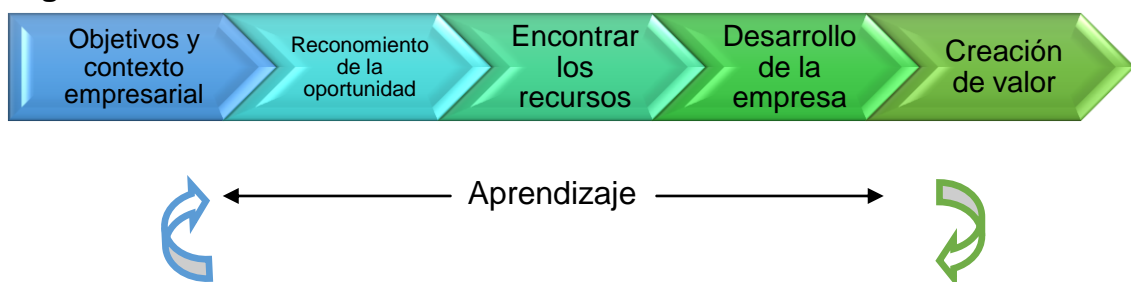 Objetivos y
contexto
empresarial
Reconomiento
de la
oportunidad
Encontrar
los
recursos
Desarrollo
de la
empresa
Creación
de valor
Aprendizaje